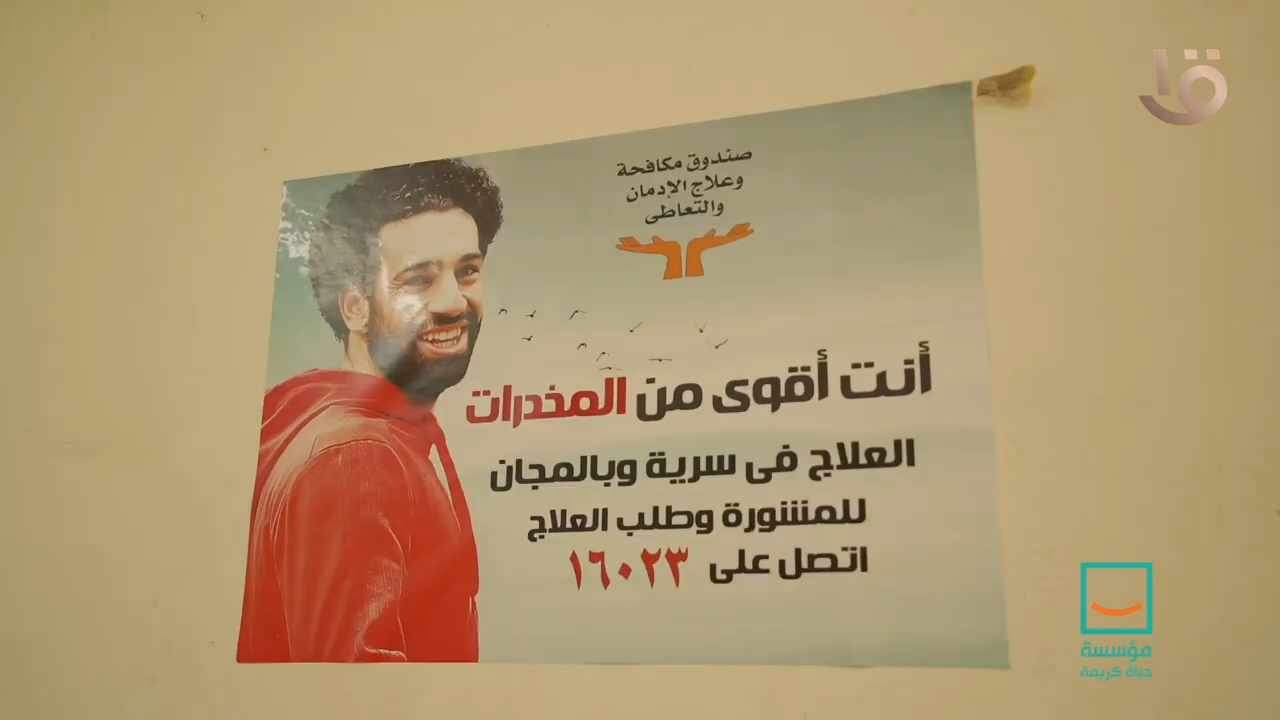 صندوق مكافحة
وعلاج الإدمان
والتعاطى
أنت أقوى من المخدرات
العلاج فى سرية وبالمجان
للمشورة وطلب العلاج
اتصل على ١٦٠٢٣
مؤسسة
حياة كريمة